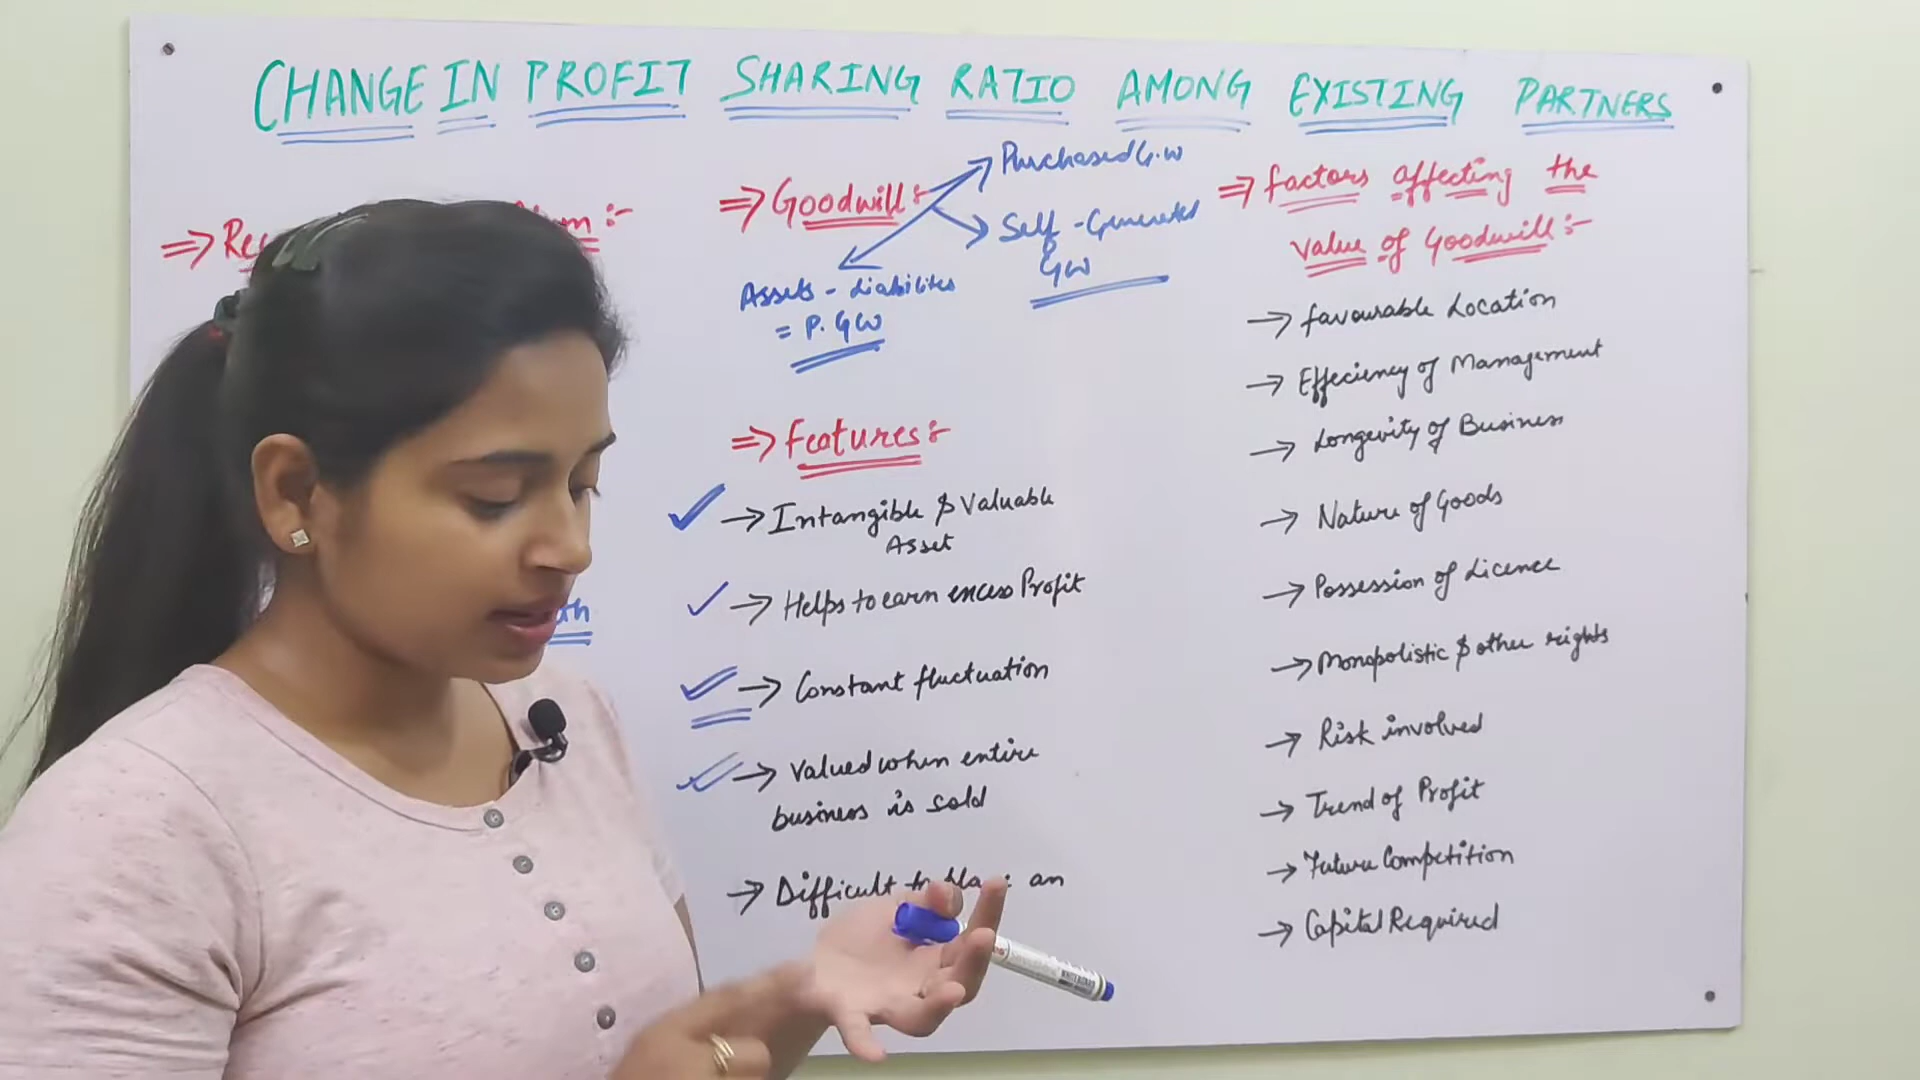 CHANGE IN PROFIT SHARING RATIO AMONG EXISTING PARTNERS
⇒ Goodwill :-
Purchased G.W
Self - Generated
GW
Assets - Liabilities
= P. GW
⇒ Features :-
✓ → Intangible & Valuable
Asset
✓ → Helps to earn excess Profit
✓ → Constant fluctuation
✓ → Valued when entire
business is sold
→ Difficult an
⇒ factors affecting the
value of Goodwill :-
→ favourable Location
→ Effeciency of Management
→ Longevity of Business
→ Nature of Goods
→ Possession of Licence
→ Monopolistic & other rights
→ Risk involved
→ Trend of Profit
→ Future Competition
→ Capital Required